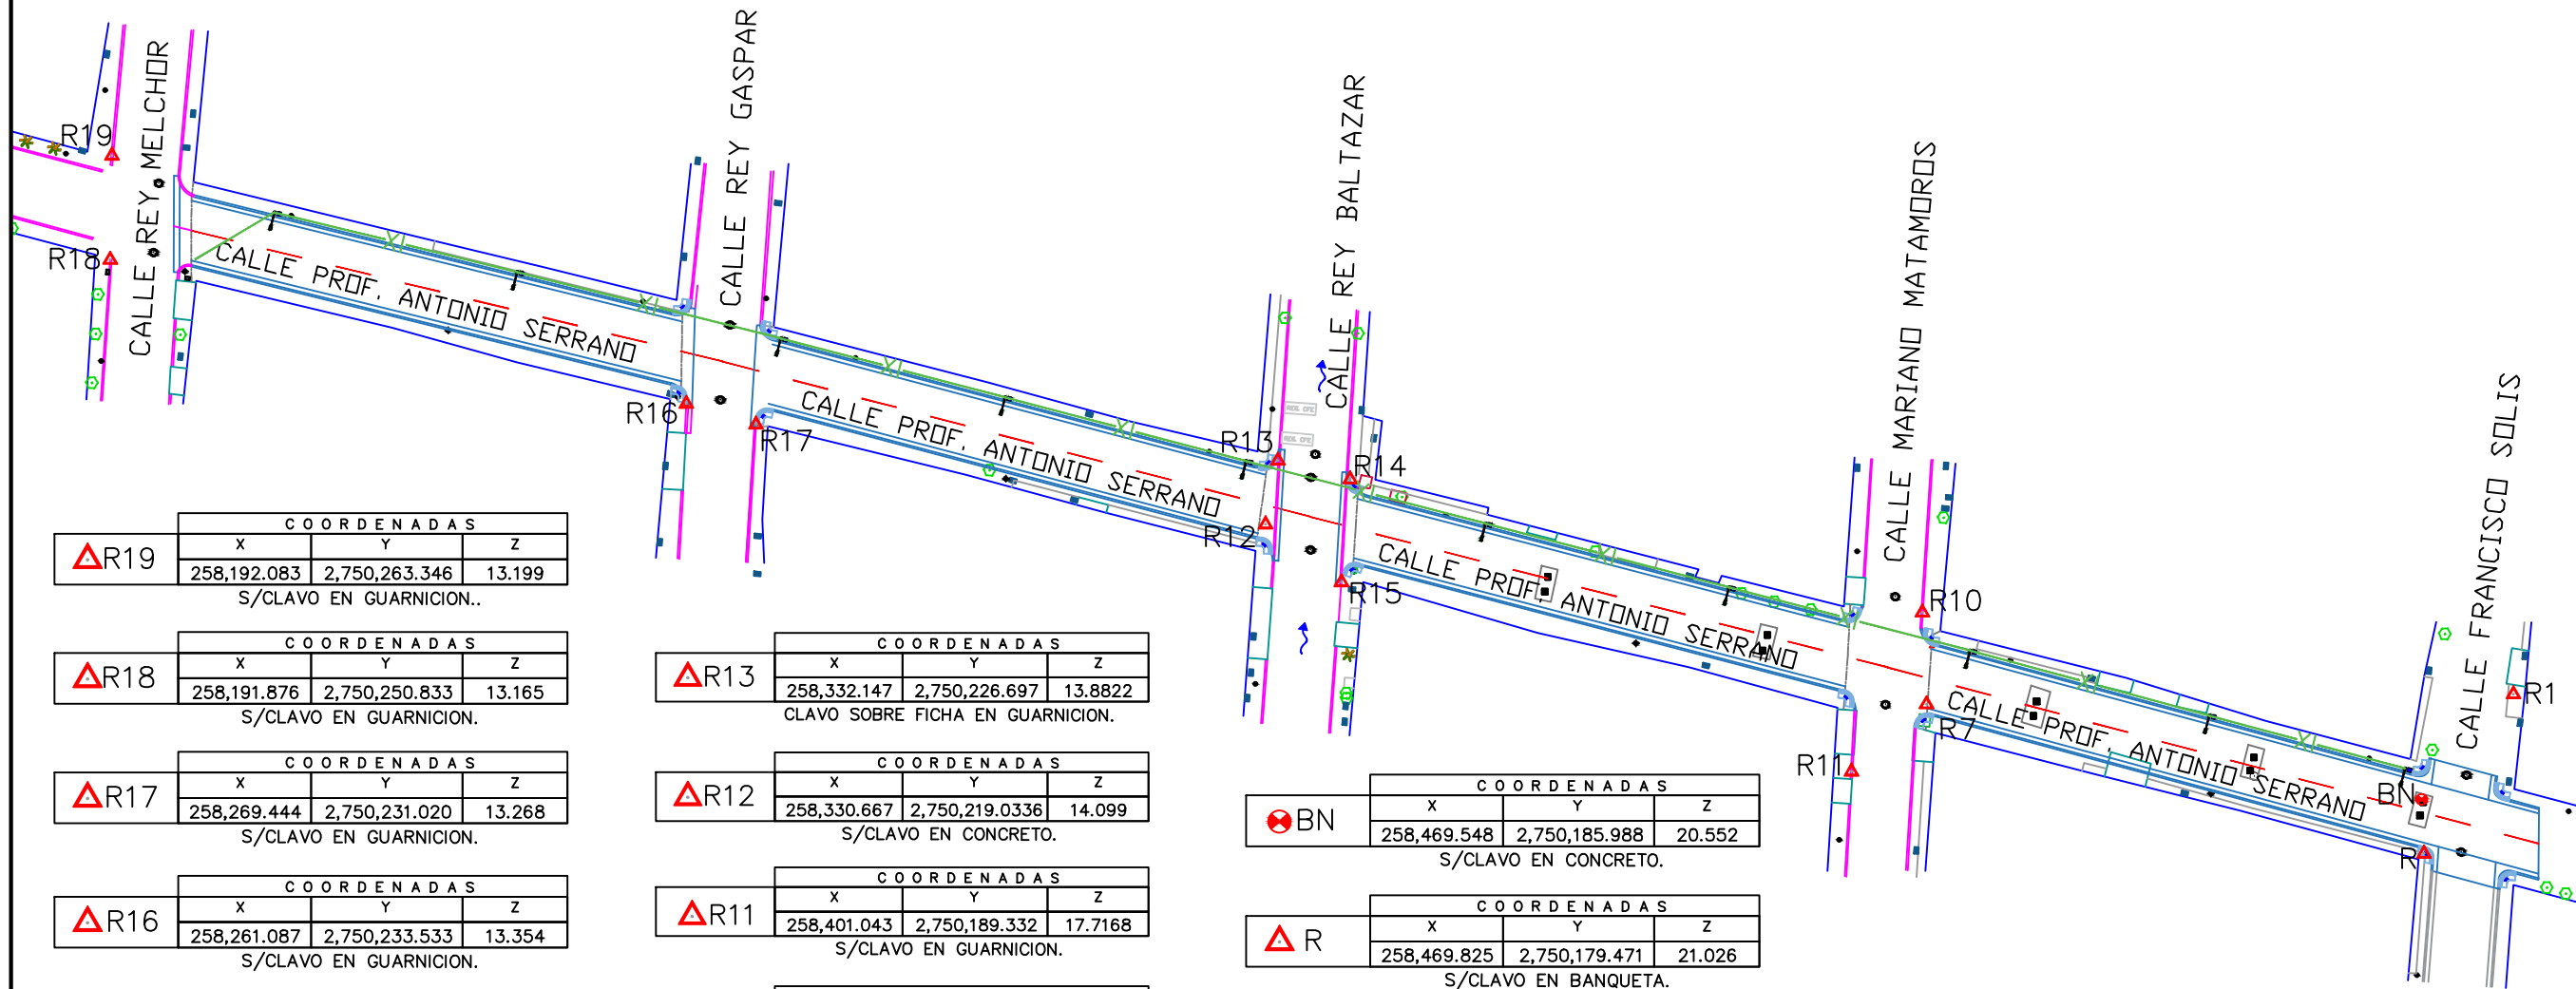 CALLE REY MELCHOR
CALLE REY GASPAR
CALLE REY BALTAZAR
CALLE MARIANO MATAMOROS
CALLE FRANCISCO SOLIS
R19
R18
CALLE PROF. ANTONIO SERRANO
R16
R17
CALLE PROF. ANTONIO SERRANO
R13
R14
R12
R15
CALLE PROF. ANTONIO SERRANO
R10
R11
R7
CALLE PROF. ANTONIO SERRANO
R1
BN
R
REG. CFE
REG. CFE
COORDENADAS
R19
X Y Z
258,192.083 2,750,263.346 13.199
S/CLAVO EN GUARNICION..
COORDENADAS
R18
X Y Z
258,191.876 2,750,250.833 13.165
S/CLAVO EN GUARNICION.
COORDENADAS
R17
X Y Z
258,269.444 2,750,231.020 13.268
S/CLAVO EN GUARNICION.
COORDENADAS
R16
X Y Z
258,261.087 2,750,233.533 13.354
S/CLAVO EN GUARNICION.
COORDENADAS
R13
X Y Z
258,332.147 2,750,226.697 13.8822
CLAVO SOBRE FICHA EN GUARNICION.
COORDENADAS
R12
X Y Z
258,330.667 2,750,219.0336 14.099
S/CLAVO EN CONCRETO.
COORDENADAS
R11
X Y Z
258,401.043 2,750,189.332 17.7168
S/CLAVO EN GUARNICION.
COORDENADAS
BN
X Y Z
258,469.548 2,750,185.988 20.552
S/CLAVO EN CONCRETO.
COORDENADAS
R
X Y Z
258,469.825 2,750,179.471 21.026
S/CLAVO EN BANQUETA.